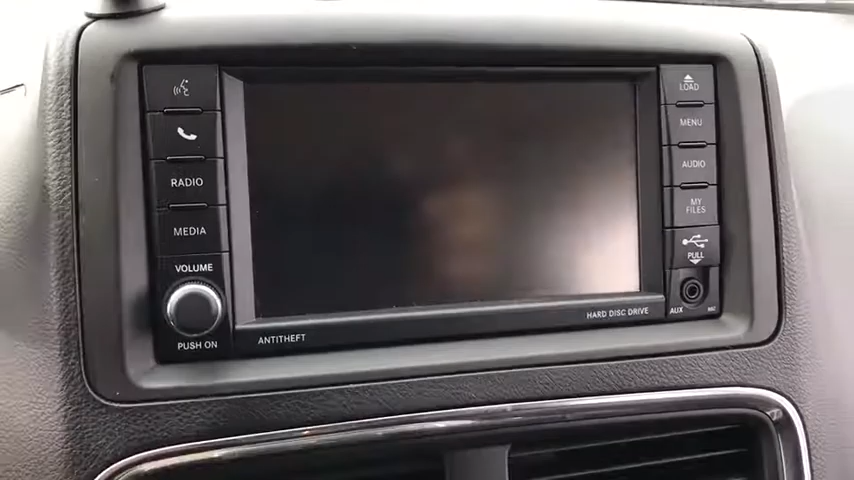 RADIO
MEDIA
VOLUME
PUSH ON
ANTITHEFT
HARD DISC DRIVE
LOAD
MENU
AUDIO
MY
FILES
PULL
AUX